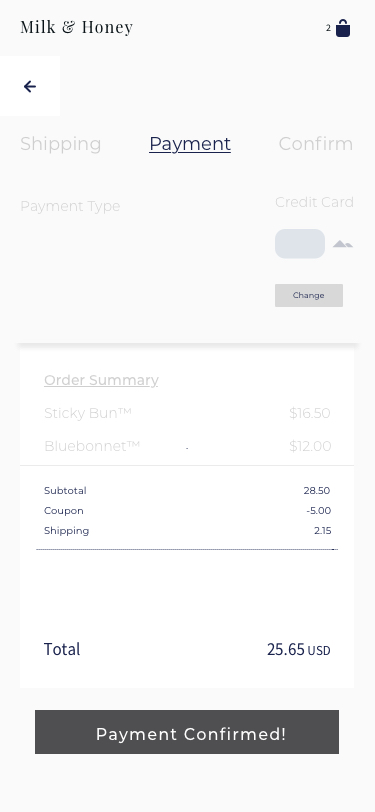 Milk & Honey
2
Shipping Payment Confirm
Payment Type
Credit Card
Change
Order Summary
Sticky Bun™ $16.50
Bluebonnet™ $12.00
Subtotal 28.50
Coupon -5.00
Shipping 2.15
Total 25.65 USD
Payment Confirmed!